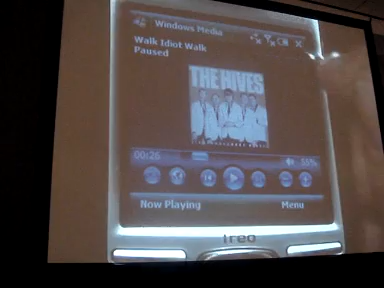 Windows Media
Walk Idiot Walk
Paused
THE HIVES
00:26
55%
Now Playing
Menu
Treo